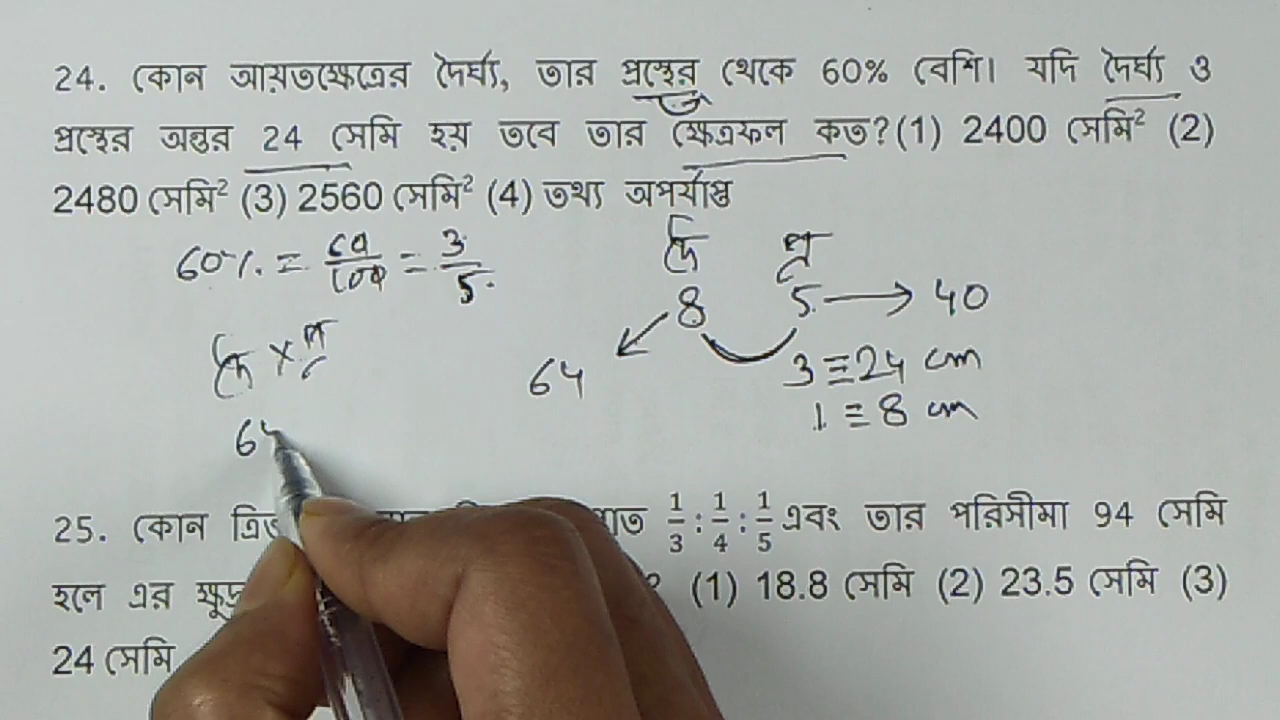 24. কোন আয়তক্ষেত্রের দৈর্ঘ্য, তার প্রস্থের থেকে 60% বেশি। যদি দৈর্ঘ্য ও
প্রস্থের অন্তর 24 সেমি হয় তবে তার ক্ষেত্রফল কত? (1) 2400 সেমি² (2)
2480 সেমি² (3) 2560 সেমি² (4) তথ্য অপর্যাপ্ত
60% = 60/100 = 3/5
দৈ প্র
8 5 → 40
64
3 ≡ 24 cm
1 ≡ 8 cm
দৈ × প্র
64
25. কোন 1/3 : 1/4 : 1/5 এবং তার পরিসীমা 94 সেমি
হলে এর (1) 18.8 সেমি (2) 23.5 সেমি (3)
24 সেমি